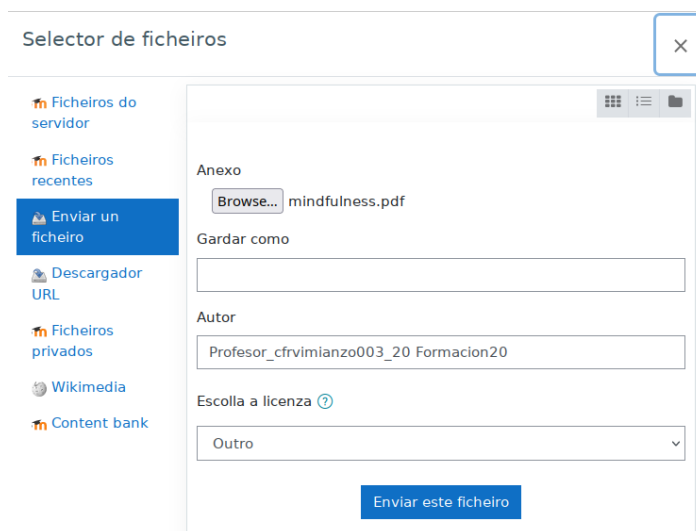 Selector de ficheiros
Ficheiros do
servidor
Ficheiros
recentes
Enviar un
ficheiro
Descargador
URL
Ficheiros
privados
Wikimedia
Content bank
Anexo
Browse... mindfulness.pdf
Gardar como
Autor
Profesor_cfrvimianzo003_20 Formacion20
Escolla a licenza ?
Outro
Enviar este ficheiro